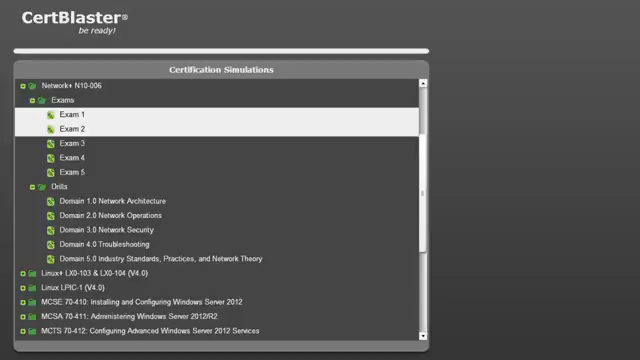 CertBlaster®
be ready!
Certification Simulations
Network+ N10-006
Exams
Exam 1
Exam 2
Exam 3
Exam 4
Exam 5
Drills
Domain 1.0 Network Architecture
Domain 2.0 Network Operations
Domain 3.0 Network Security
Domain 4.0 Troubleshooting
Domain 5.0 Industry Standards, Practices, and Network Theory
Linux+ LX0-103 & LX0-104 (V4.0)
Linux LPIC-1 (V4.0)
MCSE 70-410: Installing and Configuring Windows Server 2012
MCSA 70-411: Administering Windows Server 2012/R2
MCTS 70-412: Configuring Advanced Windows Server 2012 Services